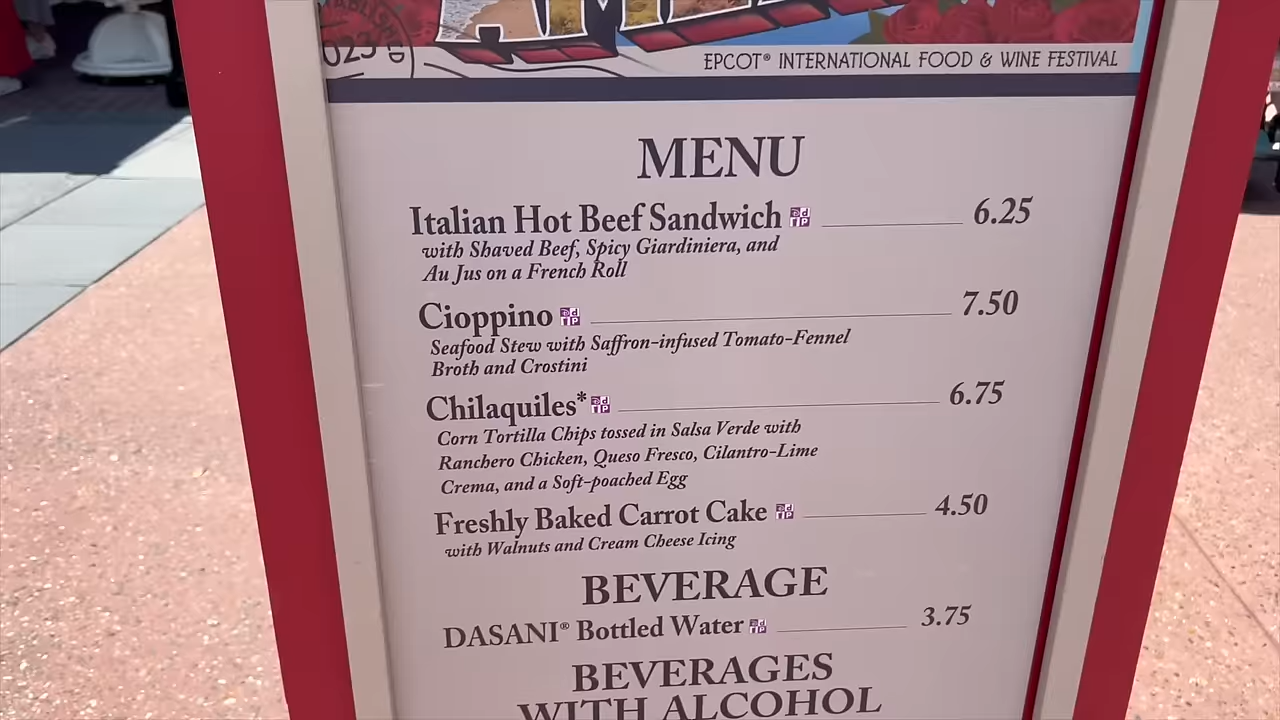 EPCOT® INTERNATIONAL FOOD & WINE FESTIVAL
MENU
Italian Hot Beef Sandwich 6.25
with Shaved Beef, Spicy Giardiniera, and
Au Jus on a French Roll
Cioppino 7.50
Seafood Stew with Saffron-infused Tomato-Fennel
Broth and Crostini
Chilaquiles* 6.75
Corn Tortilla Chips tossed in Salsa Verde with
Ranchero Chicken, Queso Fresco, Cilantro-Lime
Crema, and a Soft-poached Egg
Freshly Baked Carrot Cake 4.50
with Walnuts and Cream Cheese Icing
BEVERAGE
DASANI® Bottled Water 3.75
BEVERAGES
WITH ALCOHOL